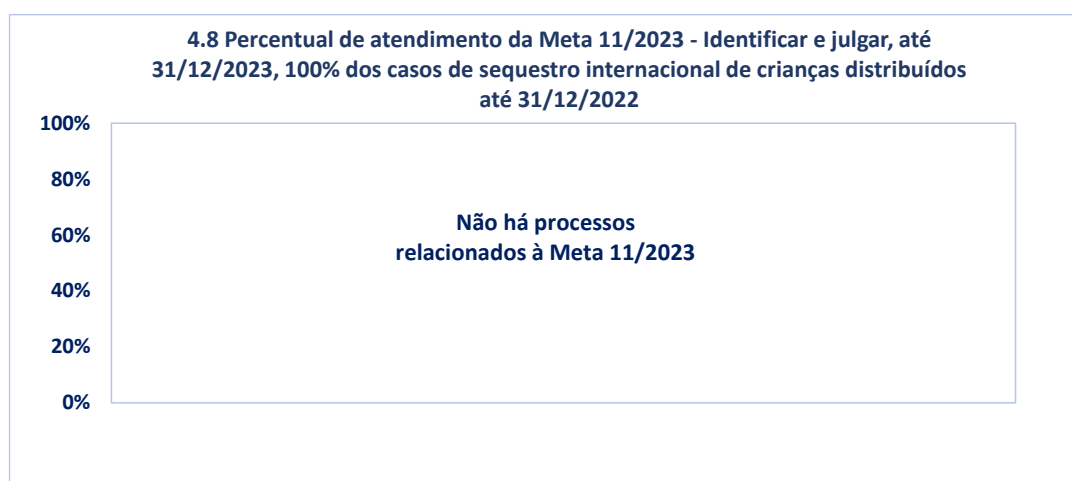 4.8 Percentual de atendimento da Meta 11/2023 - Identificar e julgar, até
31/12/2023, 100% dos casos de sequestro internacional de crianças distribuídos
até 31/12/2022
100%
80%
60%
40%
20%
0%
Não há processos
relacionados à Meta 11/2023